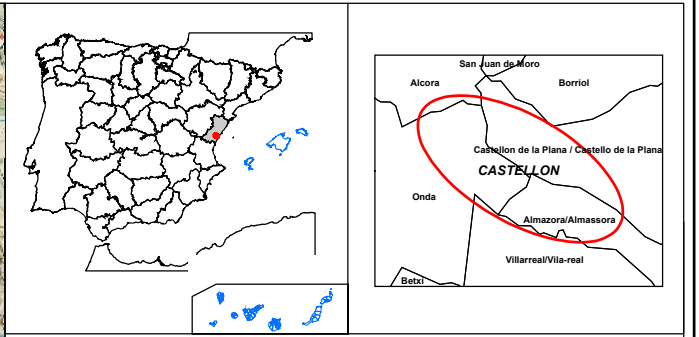 San Juan de Moro
Alcora
Borriol
Castellon de la Plana / Castello de la Plana
CASTELLON
Onda
Almazora/Almassora
Villarreal/Vila-real
Betxi